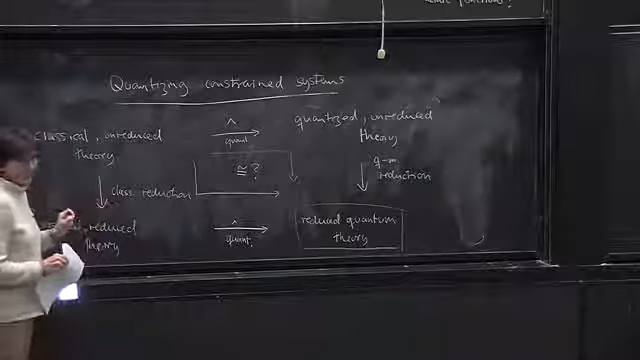 Quantizing constrained systems
classical, unreduced theory
^
quant
quantized, unreduced theory
≅?
class. reduction
q-m. reduction
reduced theory
^
quant.
reduced quantum theory